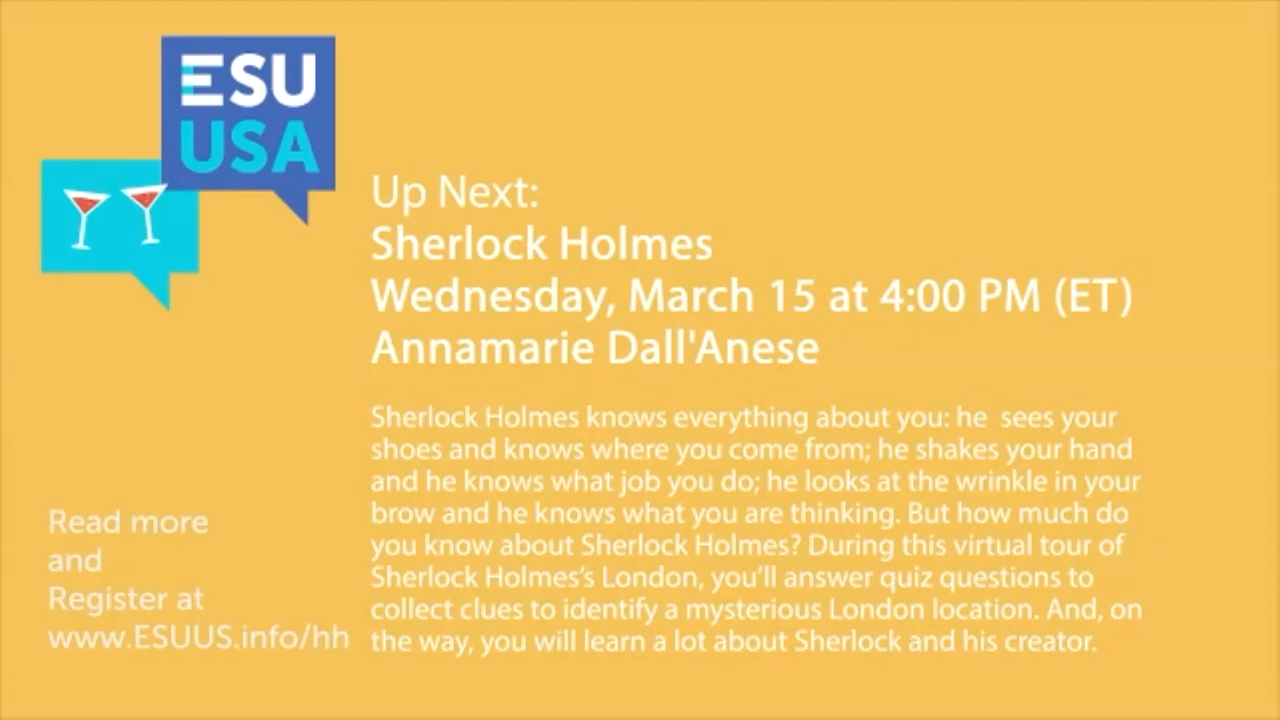 ESU
USA
Up Next:
Sherlock Holmes
Wednesday, March 15 at 4:00 PM (ET)
Annamarie Dall'Anese
Sherlock Holmes knows everything about you: he  sees your
shoes and knows where you come from; he shakes your hand
and he knows what job you do; he looks at the wrinkle in your
brow and he knows what you are thinking. But how much do
you know about Sherlock Holmes? During this virtual tour of
Sherlock Holmes’s London, you’ll answer quiz questions to
collect clues to identify a mysterious London location. And, on
the way, you will learn a lot about Sherlock and his creator.
Read more
and
Register at
www.ESUUS.info/hh